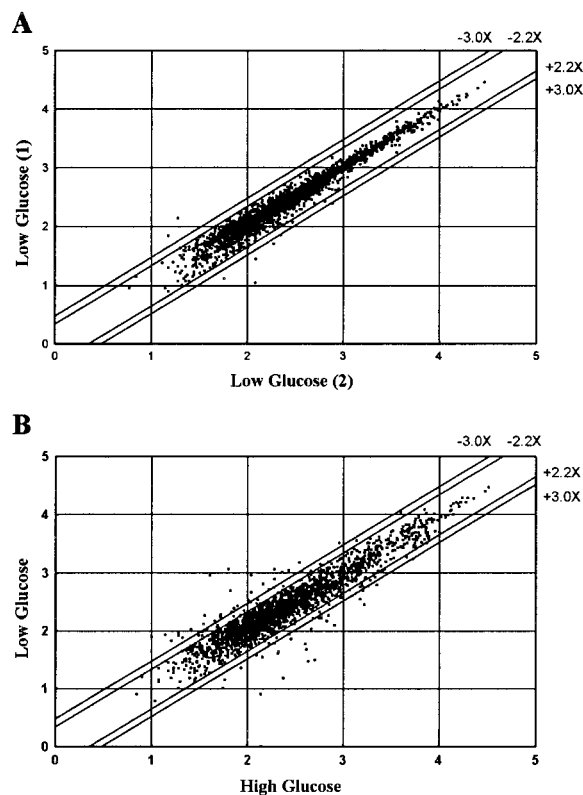 A
-3.0X -2.2X
5
+2.2X
+3.0X
4
3
2
1
0
Low Glucose (1)
0 1 2 3 4 5
Low Glucose (2)
B
-3.0X -2.2X
5
+2.2X
+3.0X
4
3
2
1
0
Low Glucose
0 1 2 3 4 5
High Glucose